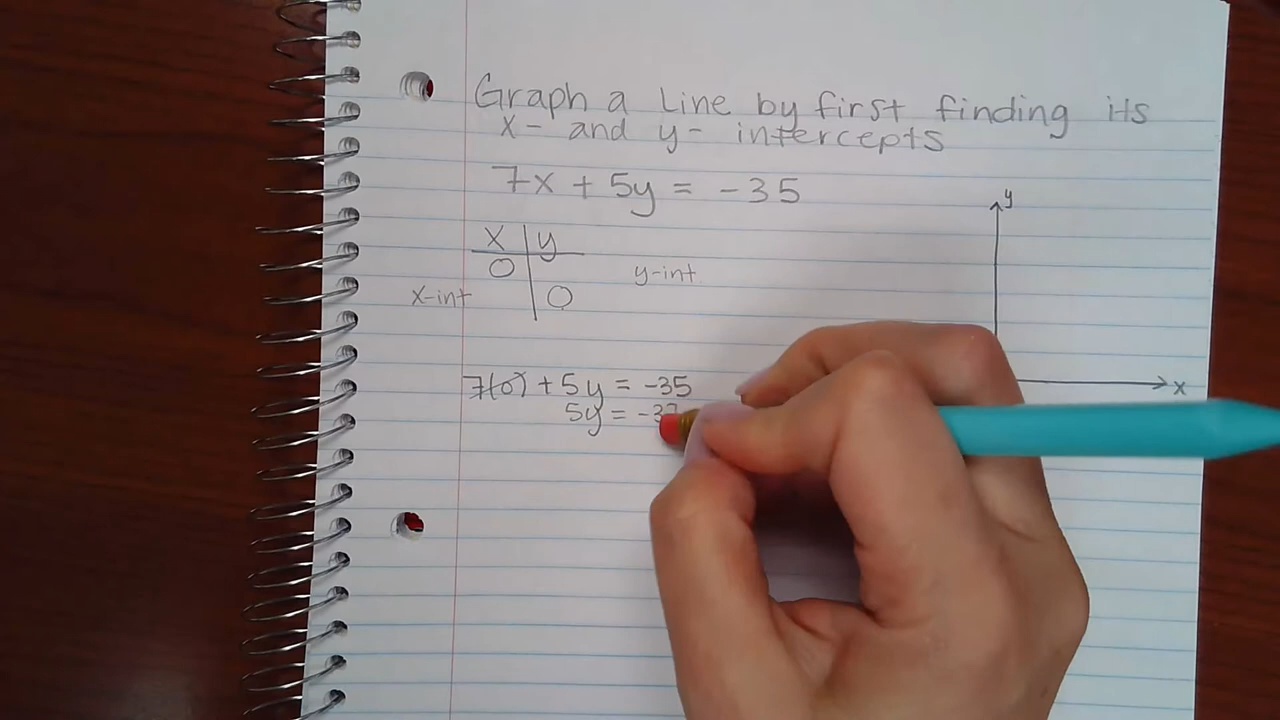 Graph a Line by first finding its
x- and y- intercepts
7x + 5y = -35
y
X y
0
y-int.
x-int 0
7(0) + 5y = -35
x
5y =